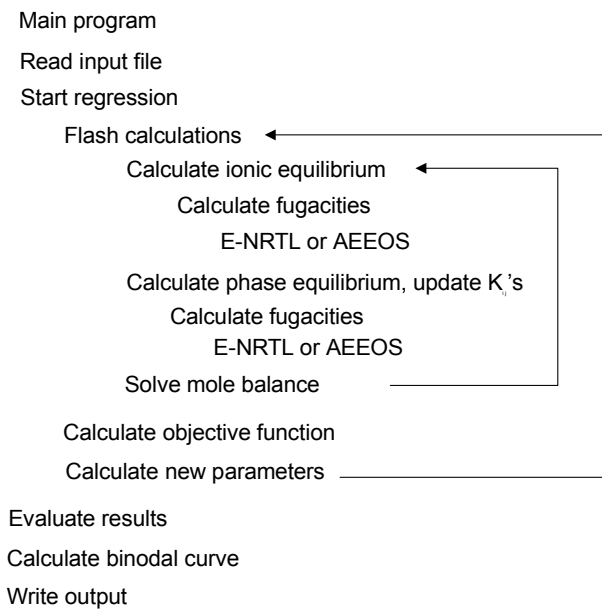 Main program
Read input file
Start regression
Flash calculations
Calculate ionic equilibrium
Calculate fugacities
E-NRTL or AEEOS
Calculate phase equilibrium, update Kᵢⱼ's
Calculate fugacities
E-NRTL or AEEOS
Solve mole balance
Calculate objective function
Calculate new parameters
Evaluate results
Calculate binodal curve
Write output